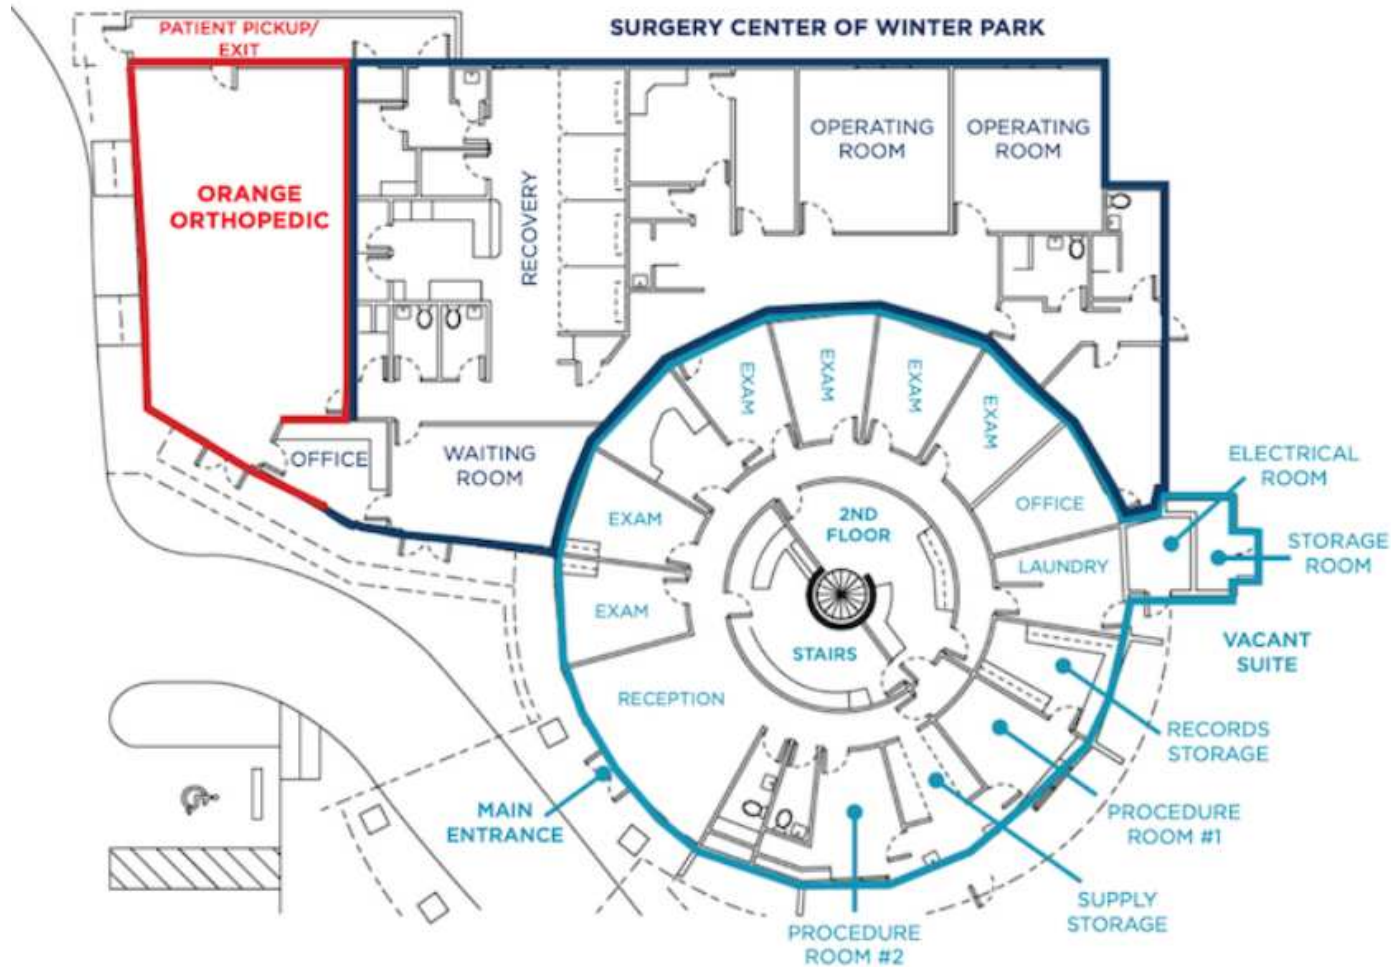 PATIENT PICKUP/
EXIT
SURGERY CENTER OF WINTER PARK
OPERATING
ROOM
OPERATING
ROOM
ORANGE
ORTHOPEDIC
RECOVERY
EXAM
EXAM
EXAM
EXAM
OFFICE
WAITING
ROOM
ELECTRICAL
ROOM
2ND
FLOOR
OFFICE
EXAM
STORAGE
ROOM
LAUNDRY
EXAM
VACANT
SUITE
STAIRS
RECEPTION
RECORDS
STORAGE
MAIN
ENTRANCE
PROCEDURE
ROOM #1
SUPPLY
STORAGE
PROCEDURE
ROOM #2